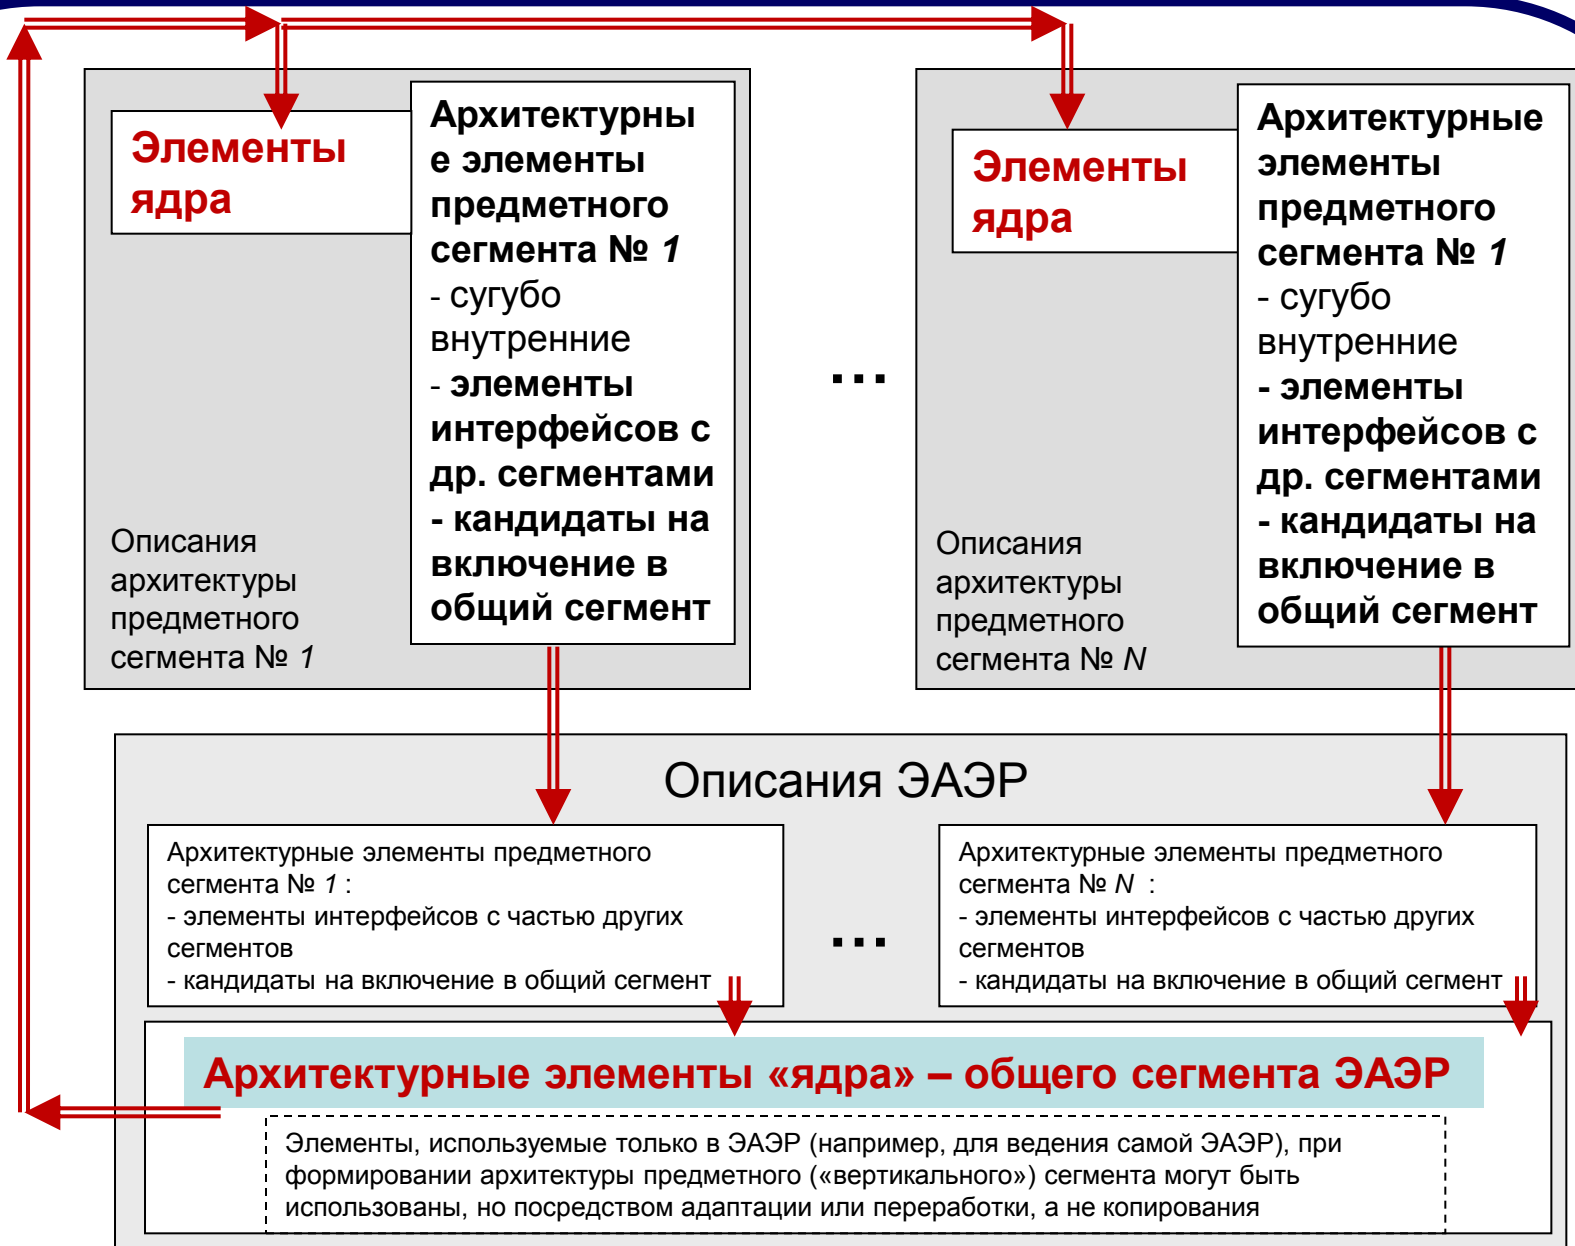 Элементы
ядра
Архитектурны
е элементы
предметного
сегмента № 1
- сугубо
внутренние
- элементы
интерфейсов с
др. сегментами
- кандидаты на
включение в
общий сегмент
Описания
архитектуры
предметного
сегмента № 1
...
Элементы
ядра
Архитектурные
элементы
предметного
сегмента № 1
- сугубо
внутренние
- элементы
интерфейсов с
др. сегментами
- кандидаты на
включение в
общий сегмент
Описания
архитектуры
предметного
сегмента № N
Описания ЭАЭР
Архитектурные элементы предметного
сегмента № 1 :
- элементы интерфейсов с частью других
сегментов
- кандидаты на включение в общий сегмент
...
Архитектурные элементы предметного
сегмента № N :
- элементы интерфейсов с частью других
сегментов
- кандидаты на включение в общий сегмент
Архитектурные элементы «ядра» – общего сегмента ЭАЭР
Элементы, используемые только в ЭАЭР (например, для ведения самой ЭАЭР), при
формировании архитектуры предметного («вертикального») сегмента могут быть
использованы, но посредством адаптации или переработки, а не копирования